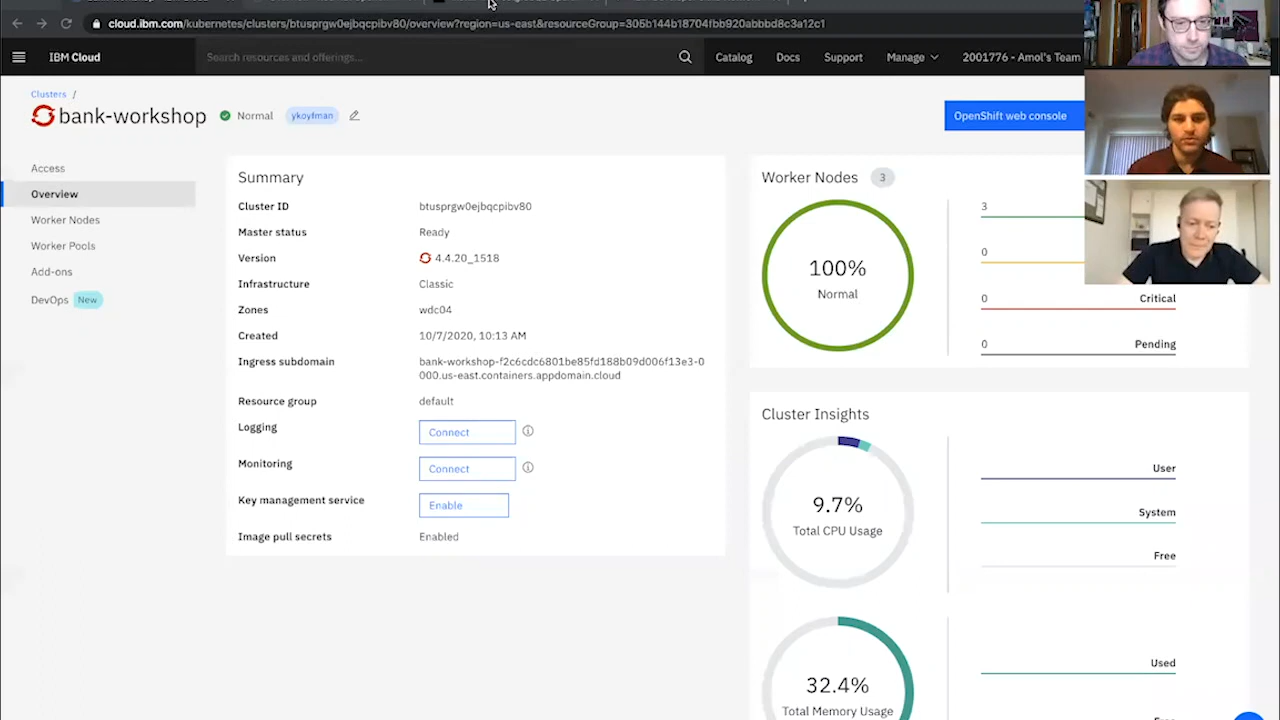 cloud.ibm.com/kubernetes/clusters/btusprgw0ejbqcpibv80/overview?region=us-east&resourceGroup=305b144b18704fbb920abbbd8c3a12c1
IBM Cloud
Search resources and offerings...
Catalog
Docs
Support
Manage
2001776 - Amol's Team
Clusters /
bank-workshop
Normal
ykoyfman
OpenShift web console
Access
Overview
Worker Nodes
Worker Pools
Add-ons
DevOps New
Summary
Cluster ID btusprgw0ejbqcpibv80
Master status Ready
Version 4.4.20_1518
Infrastructure Classic
Zones wdc04
Created 10/7/2020, 10:13 AM
Ingress subdomain bank-workshop-f2c6cdc6801be85fd188b09d006f13e3-0
000.us-east.containers.appdomain.cloud
Resource group default
Logging Connect
Monitoring Connect
Key management service Enable
Image pull secrets Enabled
Worker Nodes 3
100%
Normal
3
0
0 Critical
0 Pending
Cluster Insights
9.7%
Total CPU Usage
User
System
Free
32.4%
Total Memory Usage
Used